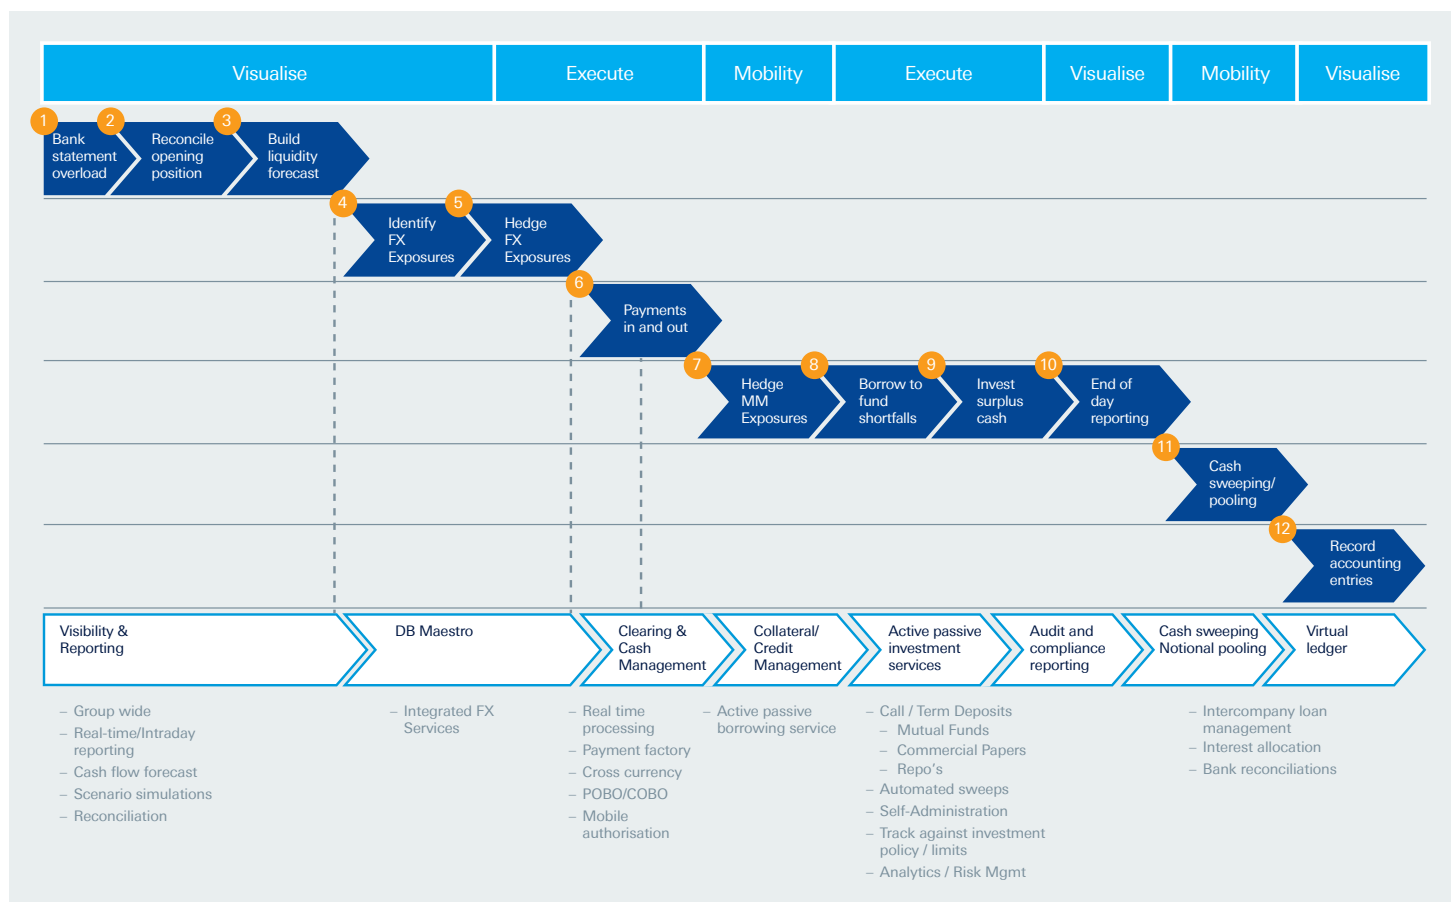 Visualise
Execute
Mobility
Execute
Visualise
Mobility
Visualise
1
Bank
statement
overload
2
Reconcile
opening
position
3
Build
liquidity
forecast
4
Identify
FX
Exposures
5
Hedge
FX
Exposures
6
Payments
in and out
7
Hedge
MM
Exposures
8
Borrow to
fund
shortfalls
9
Invest
surplus
cash
10
End of
day
reporting
11
Cash
sweeping/
pooling
12
Record
accounting
entries
Visibility &
Reporting
DB Maestro
Clearing &
Cash
Management
Collateral/
Credit
Management
Active passive
investment
services
Audit and
compliance
reporting
Cash sweeping
Notional pooling
Virtual
ledger
– Group wide
– Real-time/Intraday
reporting
– Cash flow forecast
– Scenario simulations
– Reconciliation
– Integrated FX
Services
– Real time
processing
– Payment factory
– Cross currency
– POBO/COBO
– Mobile
authorisation
– Active passive
borrowing service
– Call / Term Deposits
– Mutual Funds
– Commercial Papers
– Repo's
– Automated sweeps
– Self-Administration
– Track against investment
policy / limits
– Analytics / Risk Mgmt
– Intercompany loan
management
– Interest allocation
– Bank reconciliations